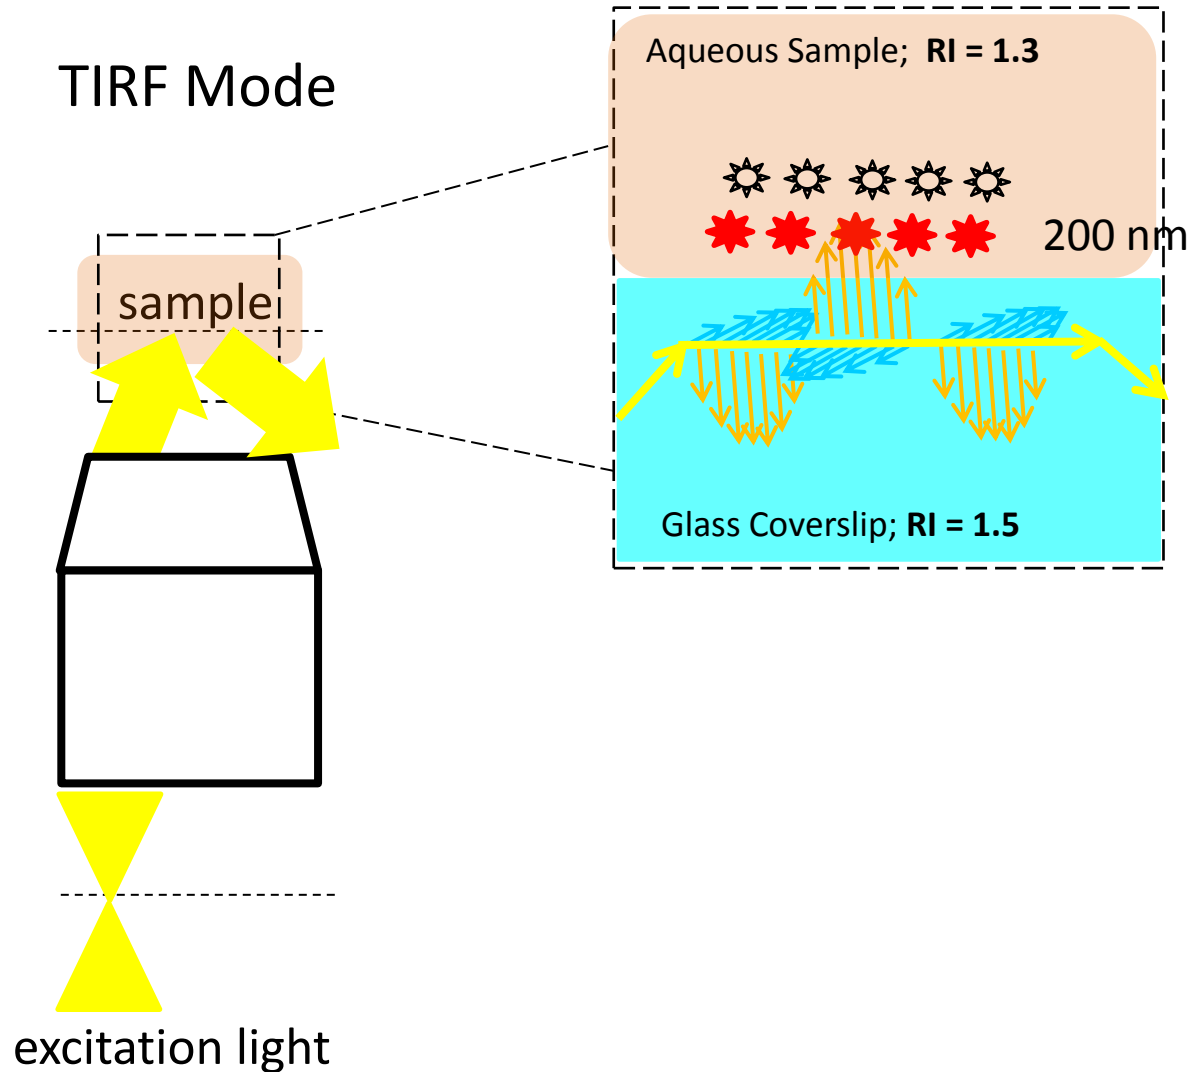 TIRF Mode
Aqueous Sample; RI = 1.3
200 nm
sample
Glass Coverslip; RI = 1.5
excitation light